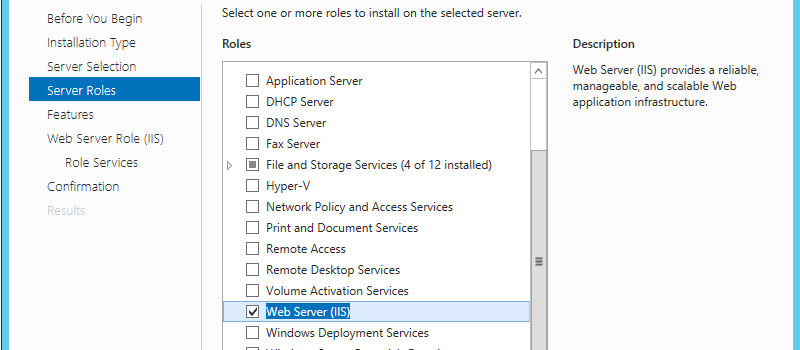 Before You Begin
Installation Type
Server Selection
Server Roles
Features
Web Server Role (IIS)
Role Services
Confirmation
Results
Select one or more roles to install on the selected server.
Roles
Application Server
DHCP Server
DNS Server
Fax Server
File and Storage Services (4 of 12 installed)
Hyper-V
Network Policy and Access Services
Print and Document Services
Remote Access
Remote Desktop Services
Volume Activation Services
Web Server (IIS)
Windows Deployment Services
Description
Web Server (IIS) provides a reliable,
manageable, and scalable Web
application infrastructure.